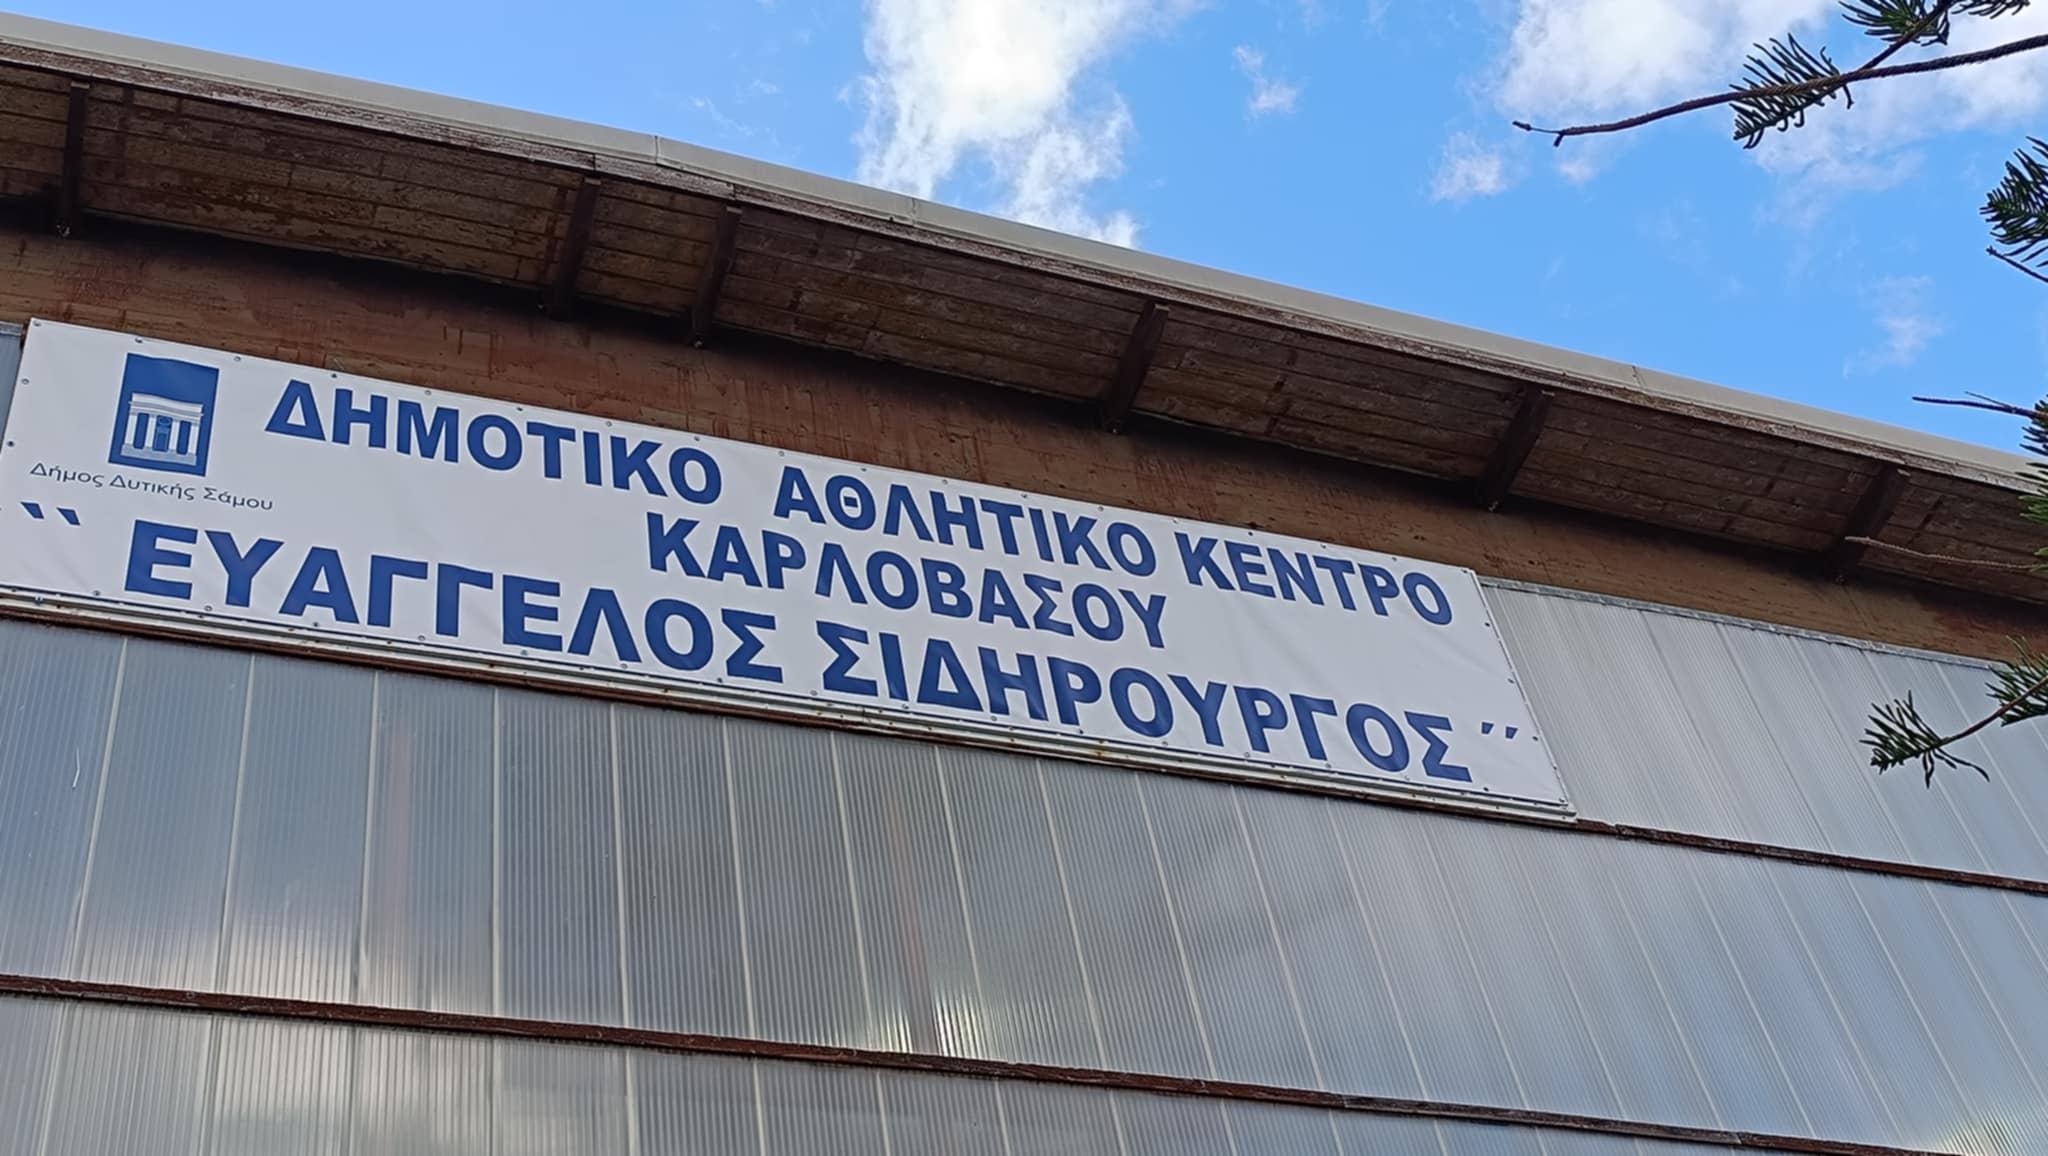 Δήμος Δυτικής Σάμου
ΔΗΜΟΤΙΚΟ ΑΘΛΗΤΙΚΟ ΚΕΝΤΡΟ
ΚΑΡΛΟΒΑΣΟΥ
`` ΕΥΑΓΓΕΛΟΣ ΣΙΔΗΡΟΥΡΓΟΣ ´´